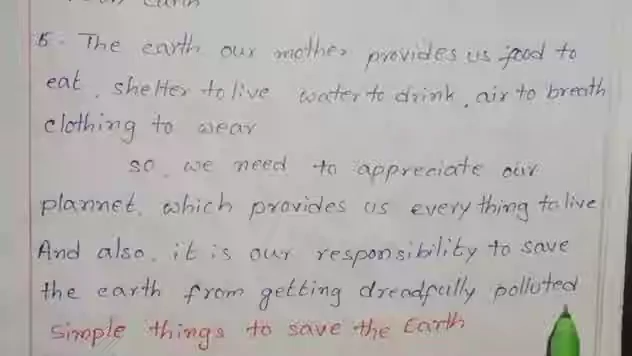 5. The earth our mother provides us food to
eat, shelter to live water to drink, air to breath
clothing to wear
so, we need to appreciate our
plannet, which provides us every thing to live
And also, it is our responsibility to save
the earth from getting dreadfully polluted
Simple things to save the Earth